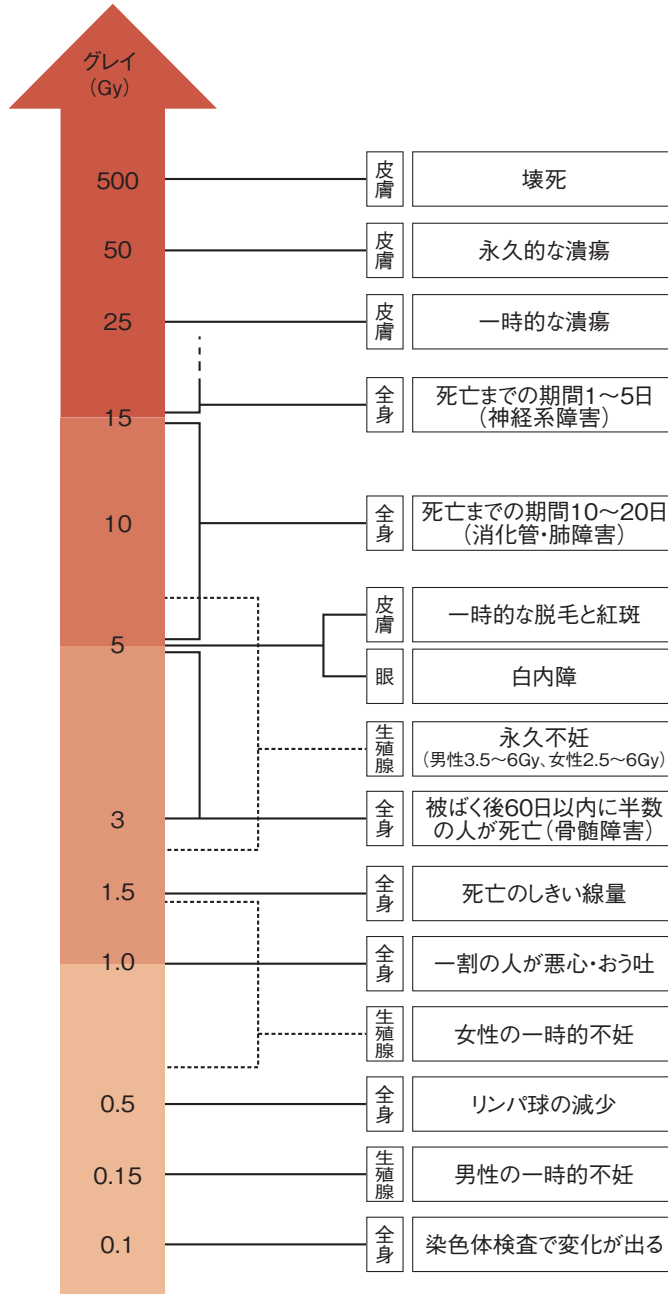 グレイ
(Gy)
500
皮膚
壊死
50
皮膚
永久的な潰瘍
25
皮膚
一時的な潰瘍
15
全身
死亡までの期間1～5日
(神経系障害)
10
全身
死亡までの期間10～20日
(消化管・肺障害)
皮膚
一時的な脱毛と紅斑
5
眼
白内障
生殖腺
永久不妊
(男性3.5～6Gy、女性2.5～6Gy)
3
全身
被ばく後60日以内に半数
の人が死亡(骨髄障害)
1.5
全身
死亡のしきい線量
1.0
全身
一割の人が悪心・おう吐
生殖腺
女性の一時的不妊
0.5
全身
リンパ球の減少
0.15
生殖腺
男性の一時的不妊
0.1
全身
染色体検査で変化が出る